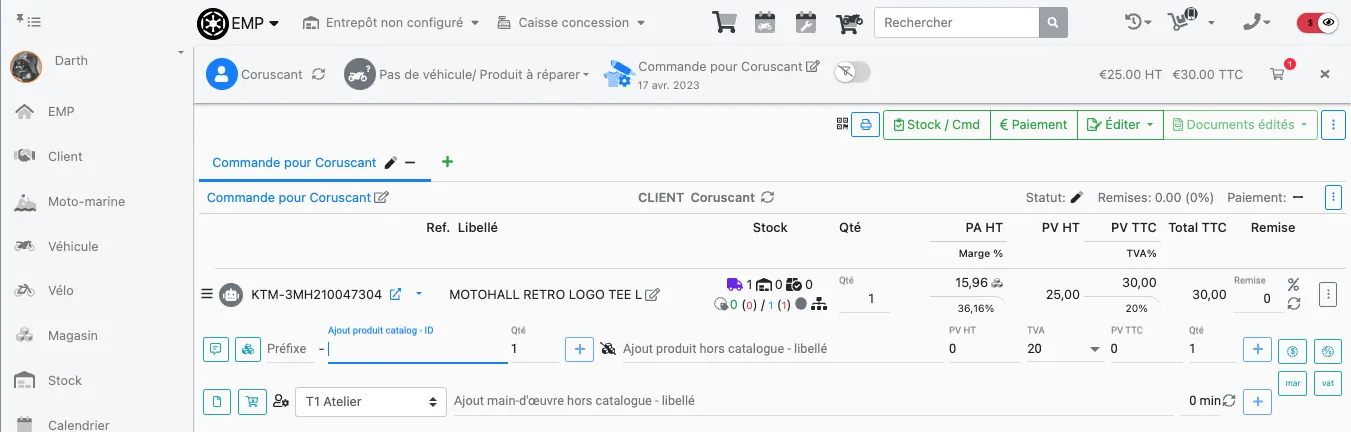 EMP
Entrepôt non configuré
Caisse concession
Rechercher
$
Darth
Coruscant
Pas de véhicule/ Produit à réparer
Commande pour Coruscant
17 avr. 2023
€25.00 HT
€30.00 TTC
1
EMP
Client
Moto-marine
Véhicule
Vélo
Magasin
Stock
Calendrier
Stock / Cmd
€ Paiement
Éditer
Documents édités
Commande pour Coruscant
Commande pour Coruscant
CLIENT Coruscant
Statut:
Remises: 0.00 (0%)
Paiement:
Ref. Libellé Stock Qté PA HT PV HT PV TTC Total TTC Remise
Marge % TVA%
KTM-3MH210047304
MOTOHALL RETRO LOGO TEE L
1 0 0
0 (0) / 1 (1)
Qté
1
15,96
36,16%
25,00
30,00
20%
30,00
Remise
0
Préfixe -
Ajout produit catalog - ID
Qté
1
Ajout produit hors catalogue - libellé
PV HT
0
TVA
20
PV TTC
0
Qté
1
mar
vat
T1 Atelier
Ajout main-d'œuvre hors catalogue - libellé
0 min